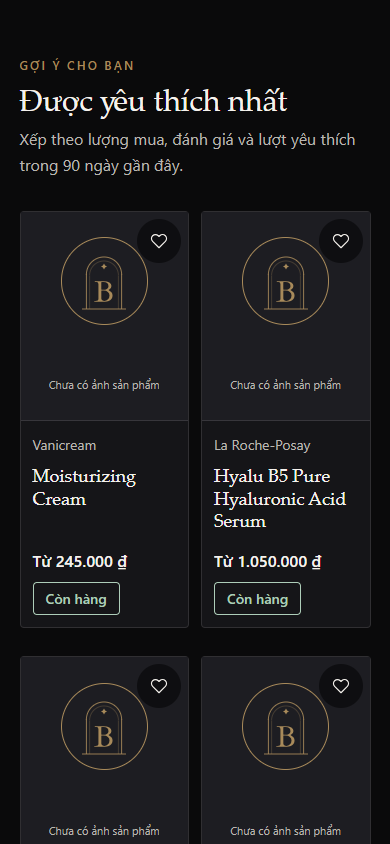 GỢI Ý CHO BẠN
Được yêu thích nhất
Xếp theo lượng mua, đánh giá và lượt yêu thích
trong 90 ngày gần đây.
B
Chưa có ảnh sản phẩm
B
Chưa có ảnh sản phẩm
Vanicream
Moisturizing
Cream
Từ 245.000 ₫
Còn hàng
La Roche-Posay
Hyalu B5 Pure
Hyaluronic Acid
Serum
Từ 1.050.000 ₫
Còn hàng
B
Chưa có ảnh sản phẩm
B
Chưa có ảnh sản phẩm